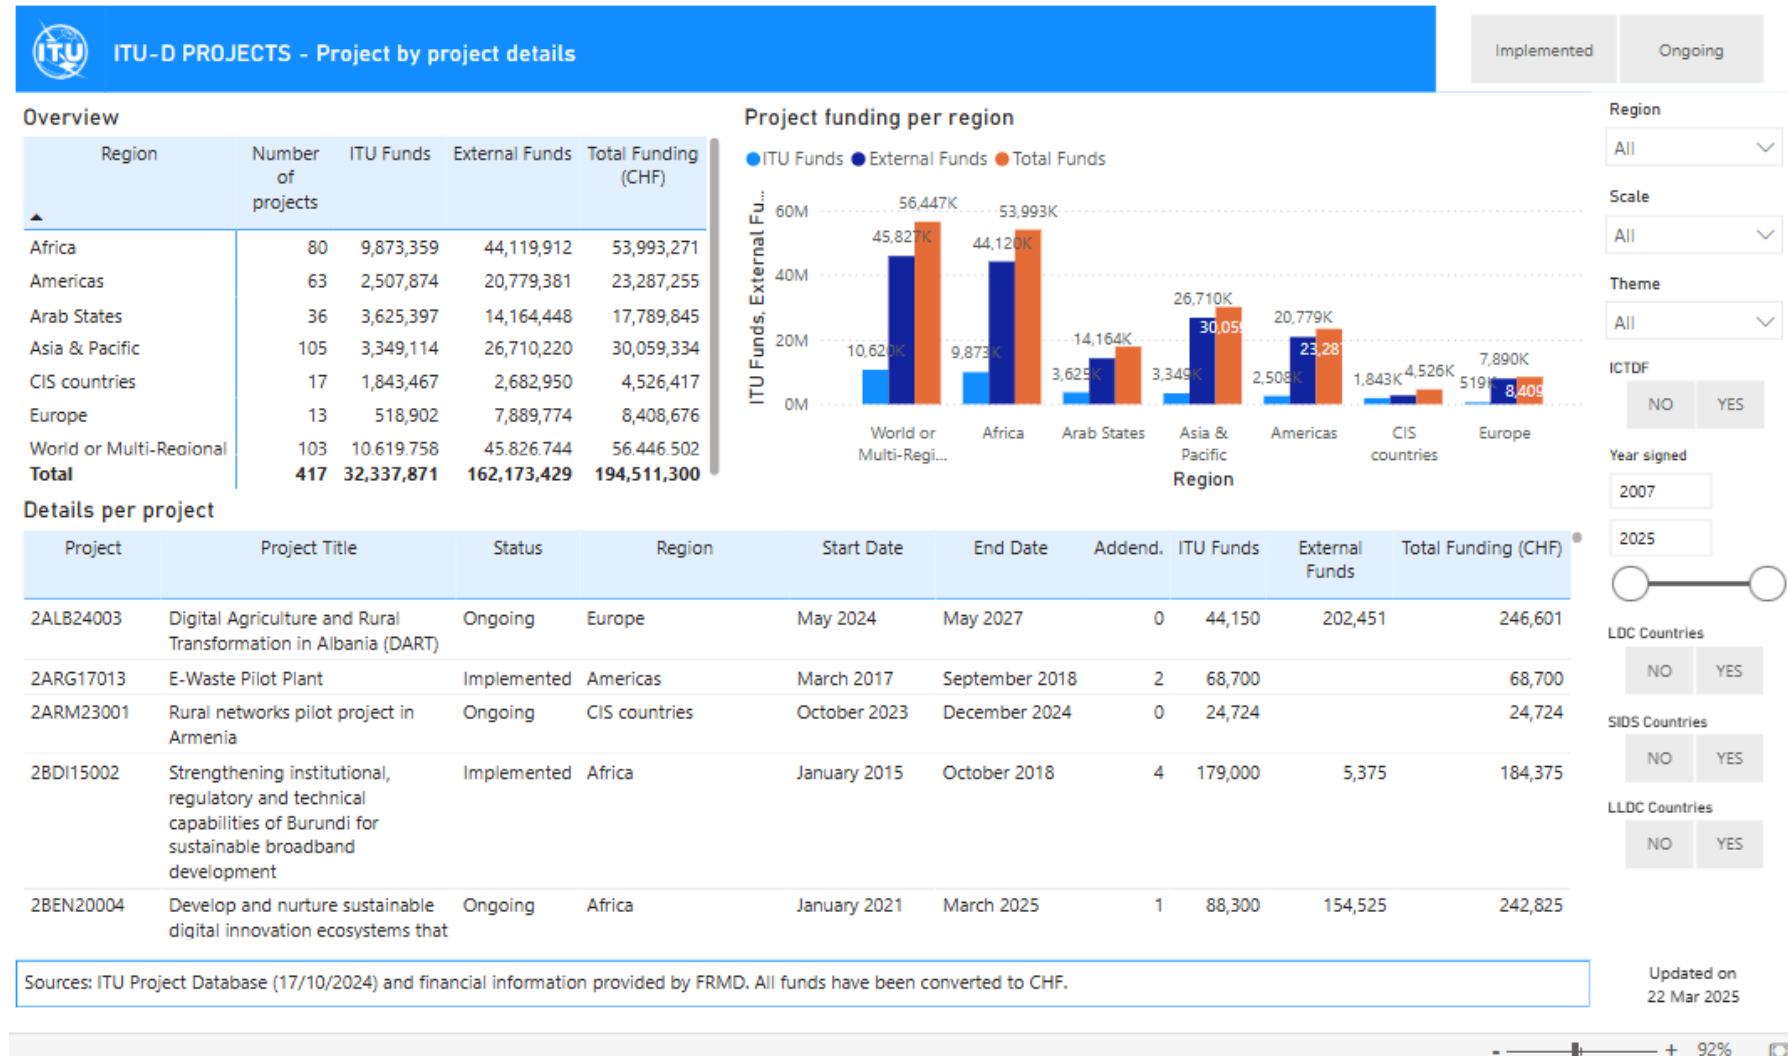 ITU
ITU-D PROJECTS - Project by project details
Implemented
Ongoing
Overview
Region Number of projects ITU Funds External Funds Total Funding (CHF)
Africa 80 9,873,359 44,119,912 53,993,271
Americas 63 2,507,874 20,779,381 23,287,255
Arab States 36 3,625,397 14,164,448 17,789,845
Asia & Pacific 105 3,349,114 26,710,220 30,059,334
CIS countries 17 1,843,467 2,682,950 4,526,417
Europe 13 518,902 7,889,774 8,408,676
World or Multi-Regional 103 10.619.758 45.826.744 56.446.502
Total 417 32,337,871 162,173,429 194,511,300
Project funding per region
ITU Funds External Funds Total Funds
ITU Funds, External Fu...
60M
40M
20M
0M
10,620K 45,827K 56,447K
9,873K 44,120K 53,993K
3,625K 14,164K
3,349K 26,710K 30,059
2,508K 20,779K 23,287
1,843K 4,526K
519K 7,890K 8,409
World or Multi-Regi...
Africa
Arab States
Asia & Pacific
Americas
CIS countries
Europe
Region
Region
All
Scale
All
Theme
All
ICTDF
NO YES
Year signed
2007
2025
LDC Countries
NO YES
SIDS Countries
NO YES
LLDC Countries
NO YES
Details per project
Project Project Title Status Region Start Date End Date Addend. ITU Funds External Funds Total Funding (CHF)
2ALB24003 Digital Agriculture and Rural Ongoing Europe May 2024 May 2027 0 44,150 202,451 246,601
Transformation in Albania (DART)
2ARG17013 E-Waste Pilot Plant Implemented Americas March 2017 September 2018 2 68,700 68,700
2ARM23001 Rural networks pilot project in Ongoing CIS countries October 2023 December 2024 0 24,724 24,724
Armenia
2BDI15002 Strengthening institutional, Implemented Africa January 2015 October 2018 4 179,000 5,375 184,375
regulatory and technical
capabilities of Burundi for
sustainable broadband
development
2BEN20004 Develop and nurture sustainable Ongoing Africa January 2021 March 2025 1 88,300 154,525 242,825
digital innovation ecosystems that
Sources: ITU Project Database (17/10/2024) and financial information provided by FRMD. All funds have been converted to CHF.
Updated on
22 Mar 2025
- + 92%